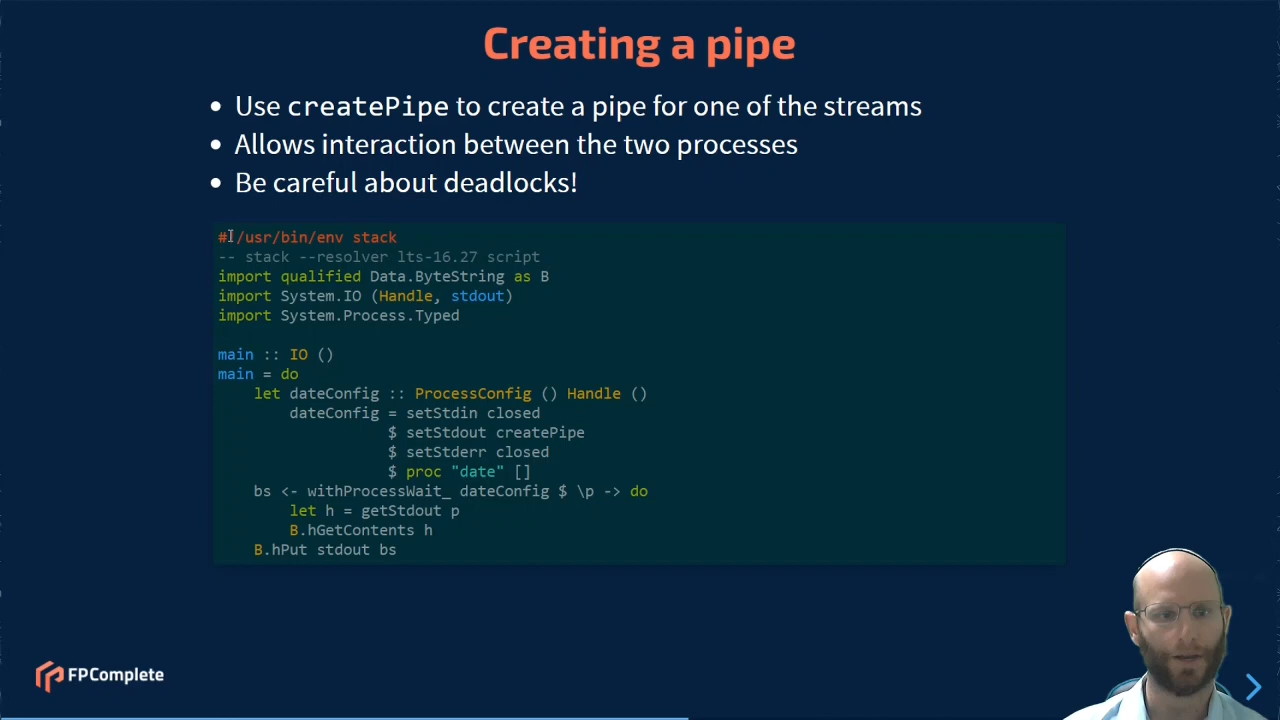 Creating a pipe
• Use createPipe to create a pipe for one of the streams
• Allows interaction between the two processes
• Be careful about deadlocks!
#!/usr/bin/env stack
-- stack --resolver lts-16.27 script
import qualified Data.ByteString as B
import System.IO (Handle, stdout)
import System.Process.Typed

main :: IO ()
main = do
    let dateConfig :: ProcessConfig () Handle ()
        dateConfig = setStdin closed
                   $ setStdout createPipe
                   $ setStderr closed
                   $ proc "date" []
    bs <- withProcessWait_ dateConfig $ \p -> do
        let h = getStdout p
        B.hGetContents h
    B.hPut stdout bs
FPComplete